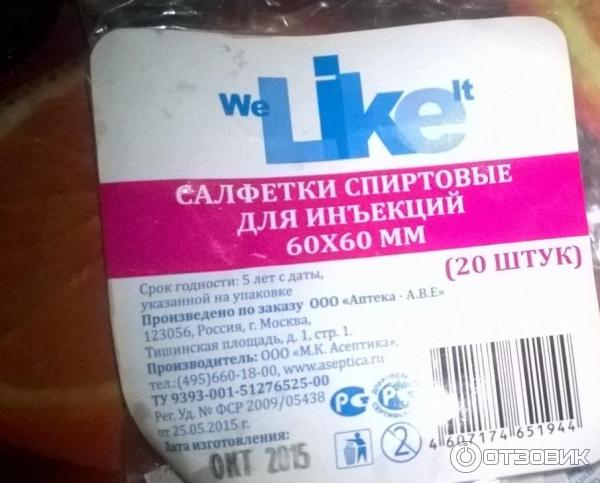 We Like It
САЛФЕТКИ СПИРТОВЫЕ
ДЛЯ ИНЪЕКЦИЙ
60X60 ММ
(20 ШТУК)
Срок годности: 5 лет с даты,
указанной на упаковке
Произведено по заказу ООО «Аптека - А.В.Е»
123056, Россия, г. Москва,
Тишинская площадь, д. 1, стр. 1.
Производитель: ООО «М.К. Асептика».
тел.:(495)660-18-00, www.aseptica.ru
ТУ 9393-001-51276525-00
Рег. Уд. № ФСР 2009/05438
от 25.05.2015 г.
Дата изготовления:
ОКТ 2015
4 607174 651944
ОТЗОВИК